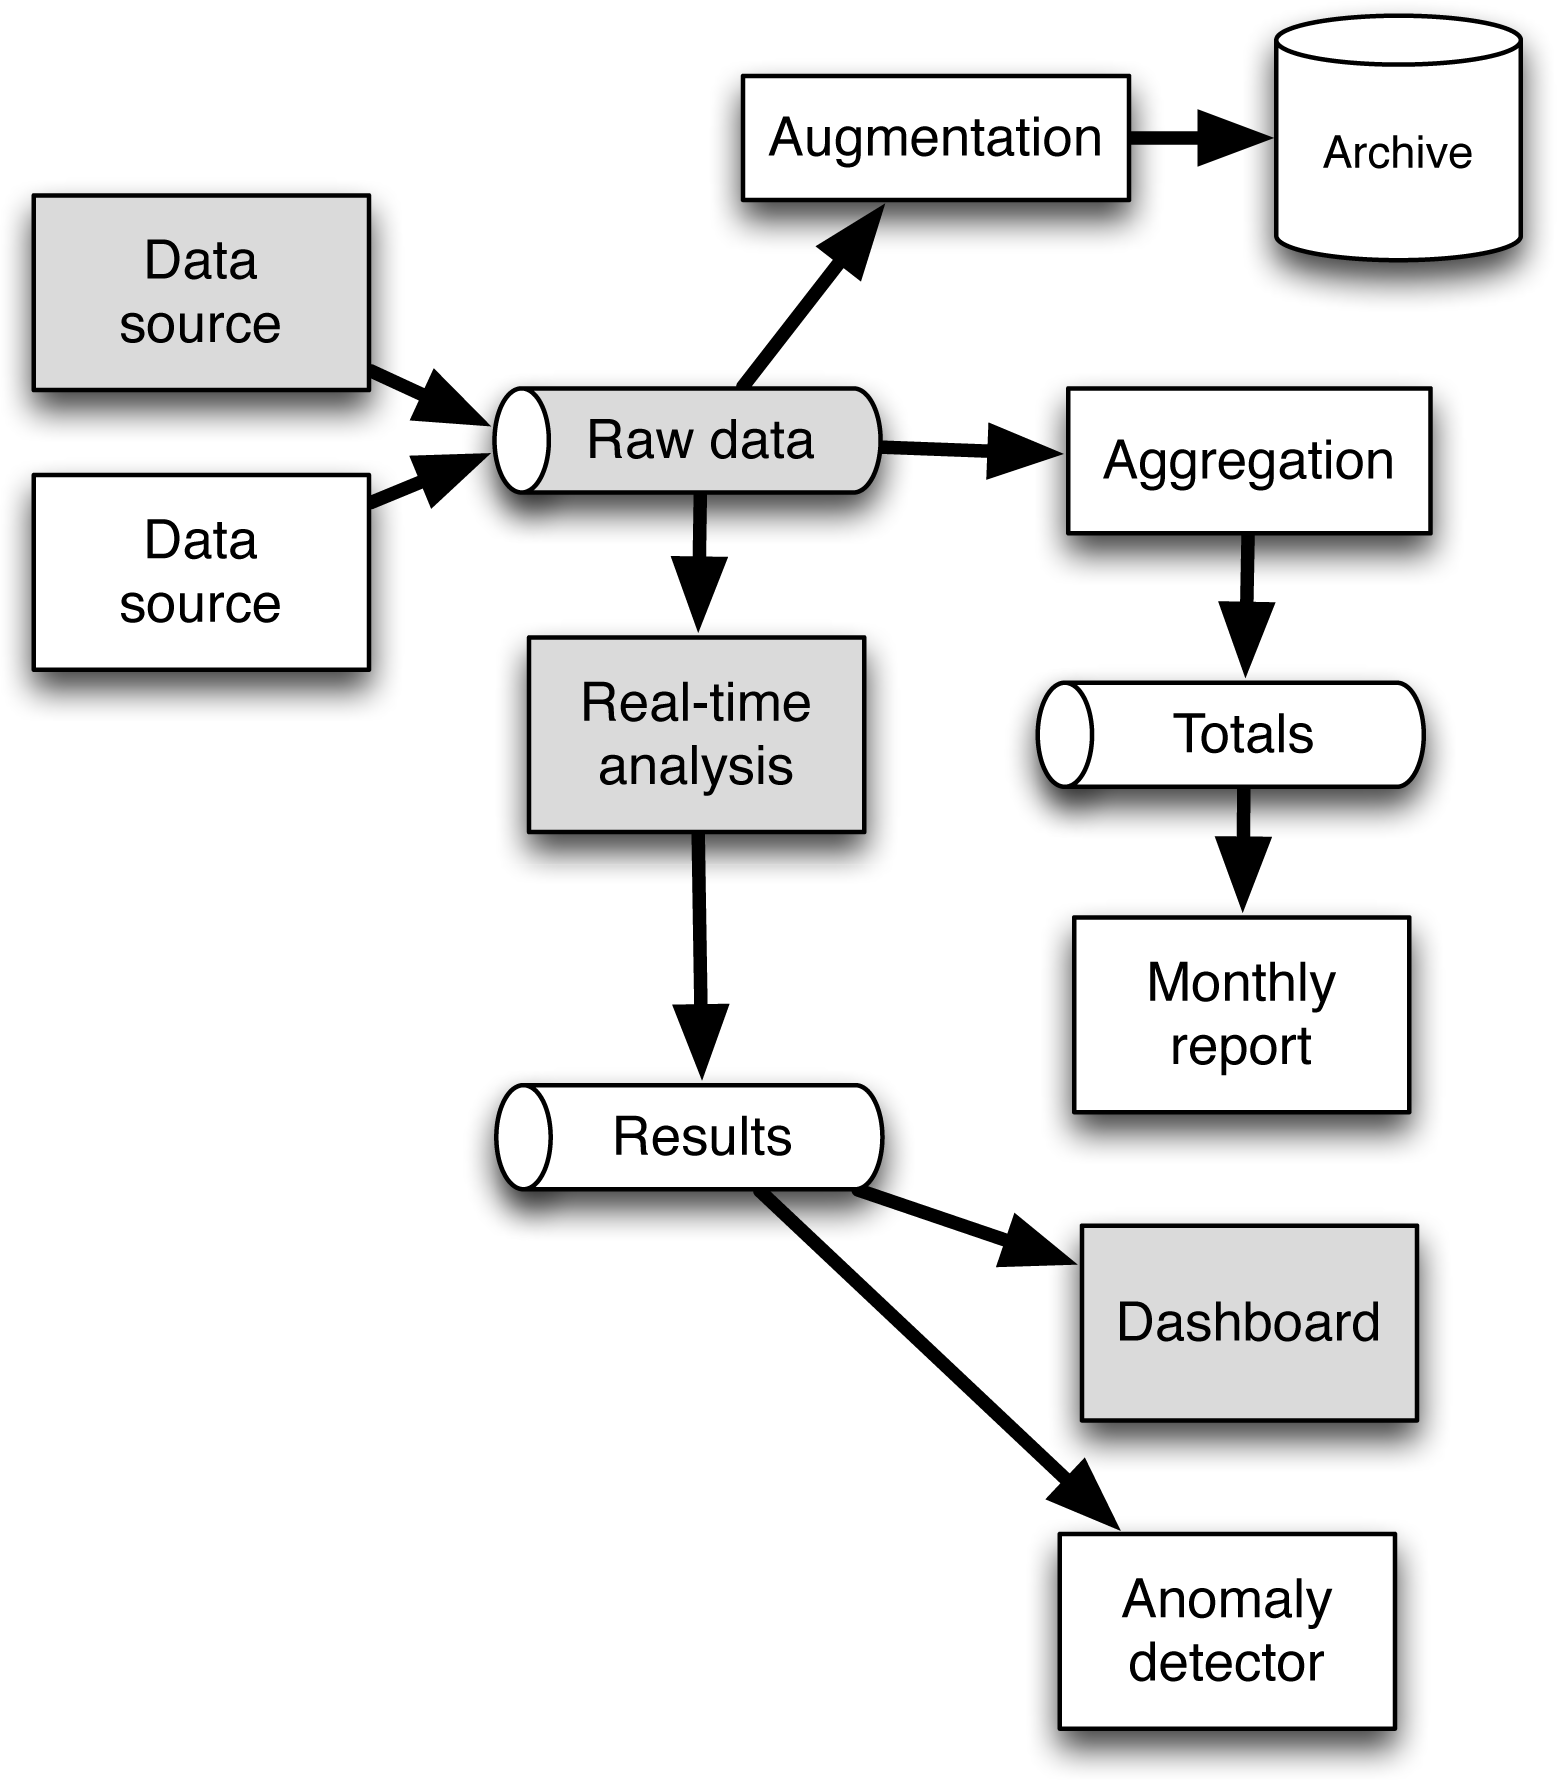 Augmentation
Archive
Data
source
Raw data
Aggregation
Data
source
Real-time
analysis
Totals
Monthly
report
Results
Dashboard
Anomaly
detector